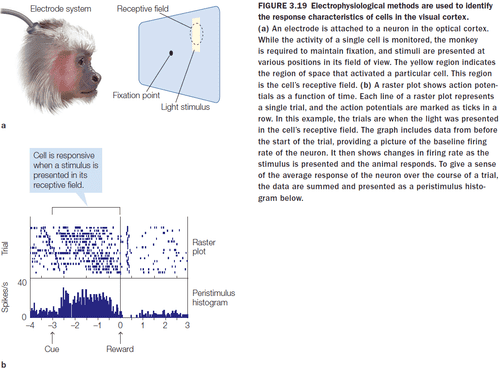 Electrode system
Receptive field
Fixation point
Light stimulus
a
Cell is responsive
when a stimulus is
presented in its
receptive field.
Trial
Raster
plot
Spikes/s
40
0
Peristimulus
histogram
–4 –3 –2 –1 0 1 2 3
Cue
Reward
b
FIGURE 3.19 Electrophysiological methods are used to identify
the response characteristics of cells in the visual cortex.
(a) An electrode is attached to a neuron in the optical cortex.
While the activity of a single cell is monitored, the monkey
is required to maintain fixation, and stimuli are presented at
various positions in its field of view. The yellow region indicates
the region of space that activated a particular cell. This region
is the cell's receptive field. (b) A raster plot shows action poten-
tials as a function of time. Each line of a raster plot represents
a single trial, and the action potentials are marked as ticks in a
row. In this example, the trials are when the light was presented
in the cell's receptive field. The graph includes data from before
the start of the trial, providing a picture of the baseline firing
rate of the neuron. It then shows changes in firing rate as the
stimulus is presented and the animal responds. To give a sense
of the average response of the neuron over the course of a trial,
the data are summed and presented as a peristimulus histo-
gram below.